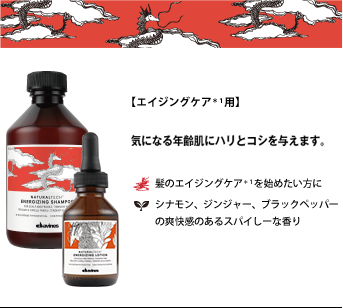 【エイジングケア*1用】
気になる年齢肌にハリとコシを与えます。
髪のエイジングケア*1を始めたい方に
シナモン、ジンジャー、ブラックペッパー
の爽快感のあるスパイしーな香り
NATURALTECH
ENERGIZING SHAMPOO
davines
NATURALTECH
ENERGIZING LOTION
davines